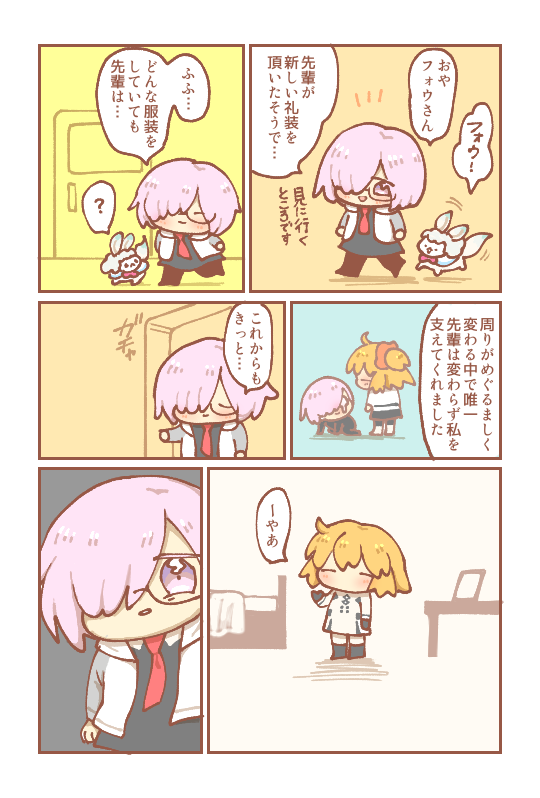 おや
フォウさん
フォウ!
先輩が
新しい礼装を
頂いたそうで…
見に行く
ところです
ふふ…
どんな服装を
していても
先輩は…
?
周りがめぐるましく
変わる中で唯一
先輩は変わらず私を
支えてくれました
これからも
きっと…
ガチャ
ーやあ